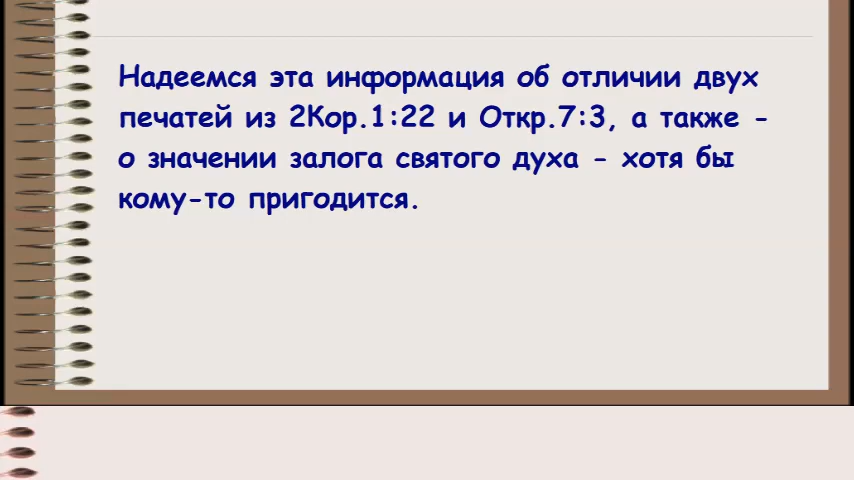 Надеемся эта информация об отличии двух
печатей из 2Кор.1:22 и Откр.7:3, а также -
о значении залога святого духа - хотя бы
кому-то пригодится.